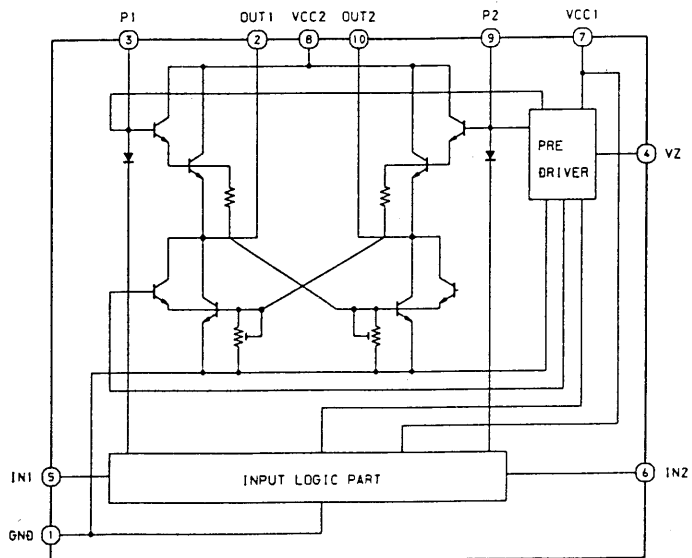 P1 OUT1 VCC2 OUT2 P2 VCC1
3 2 8 10 9 7
PRE
DRIVER
4 VZ
IN1 5
INPUT LOGIC PART
6 IN2
GND 1